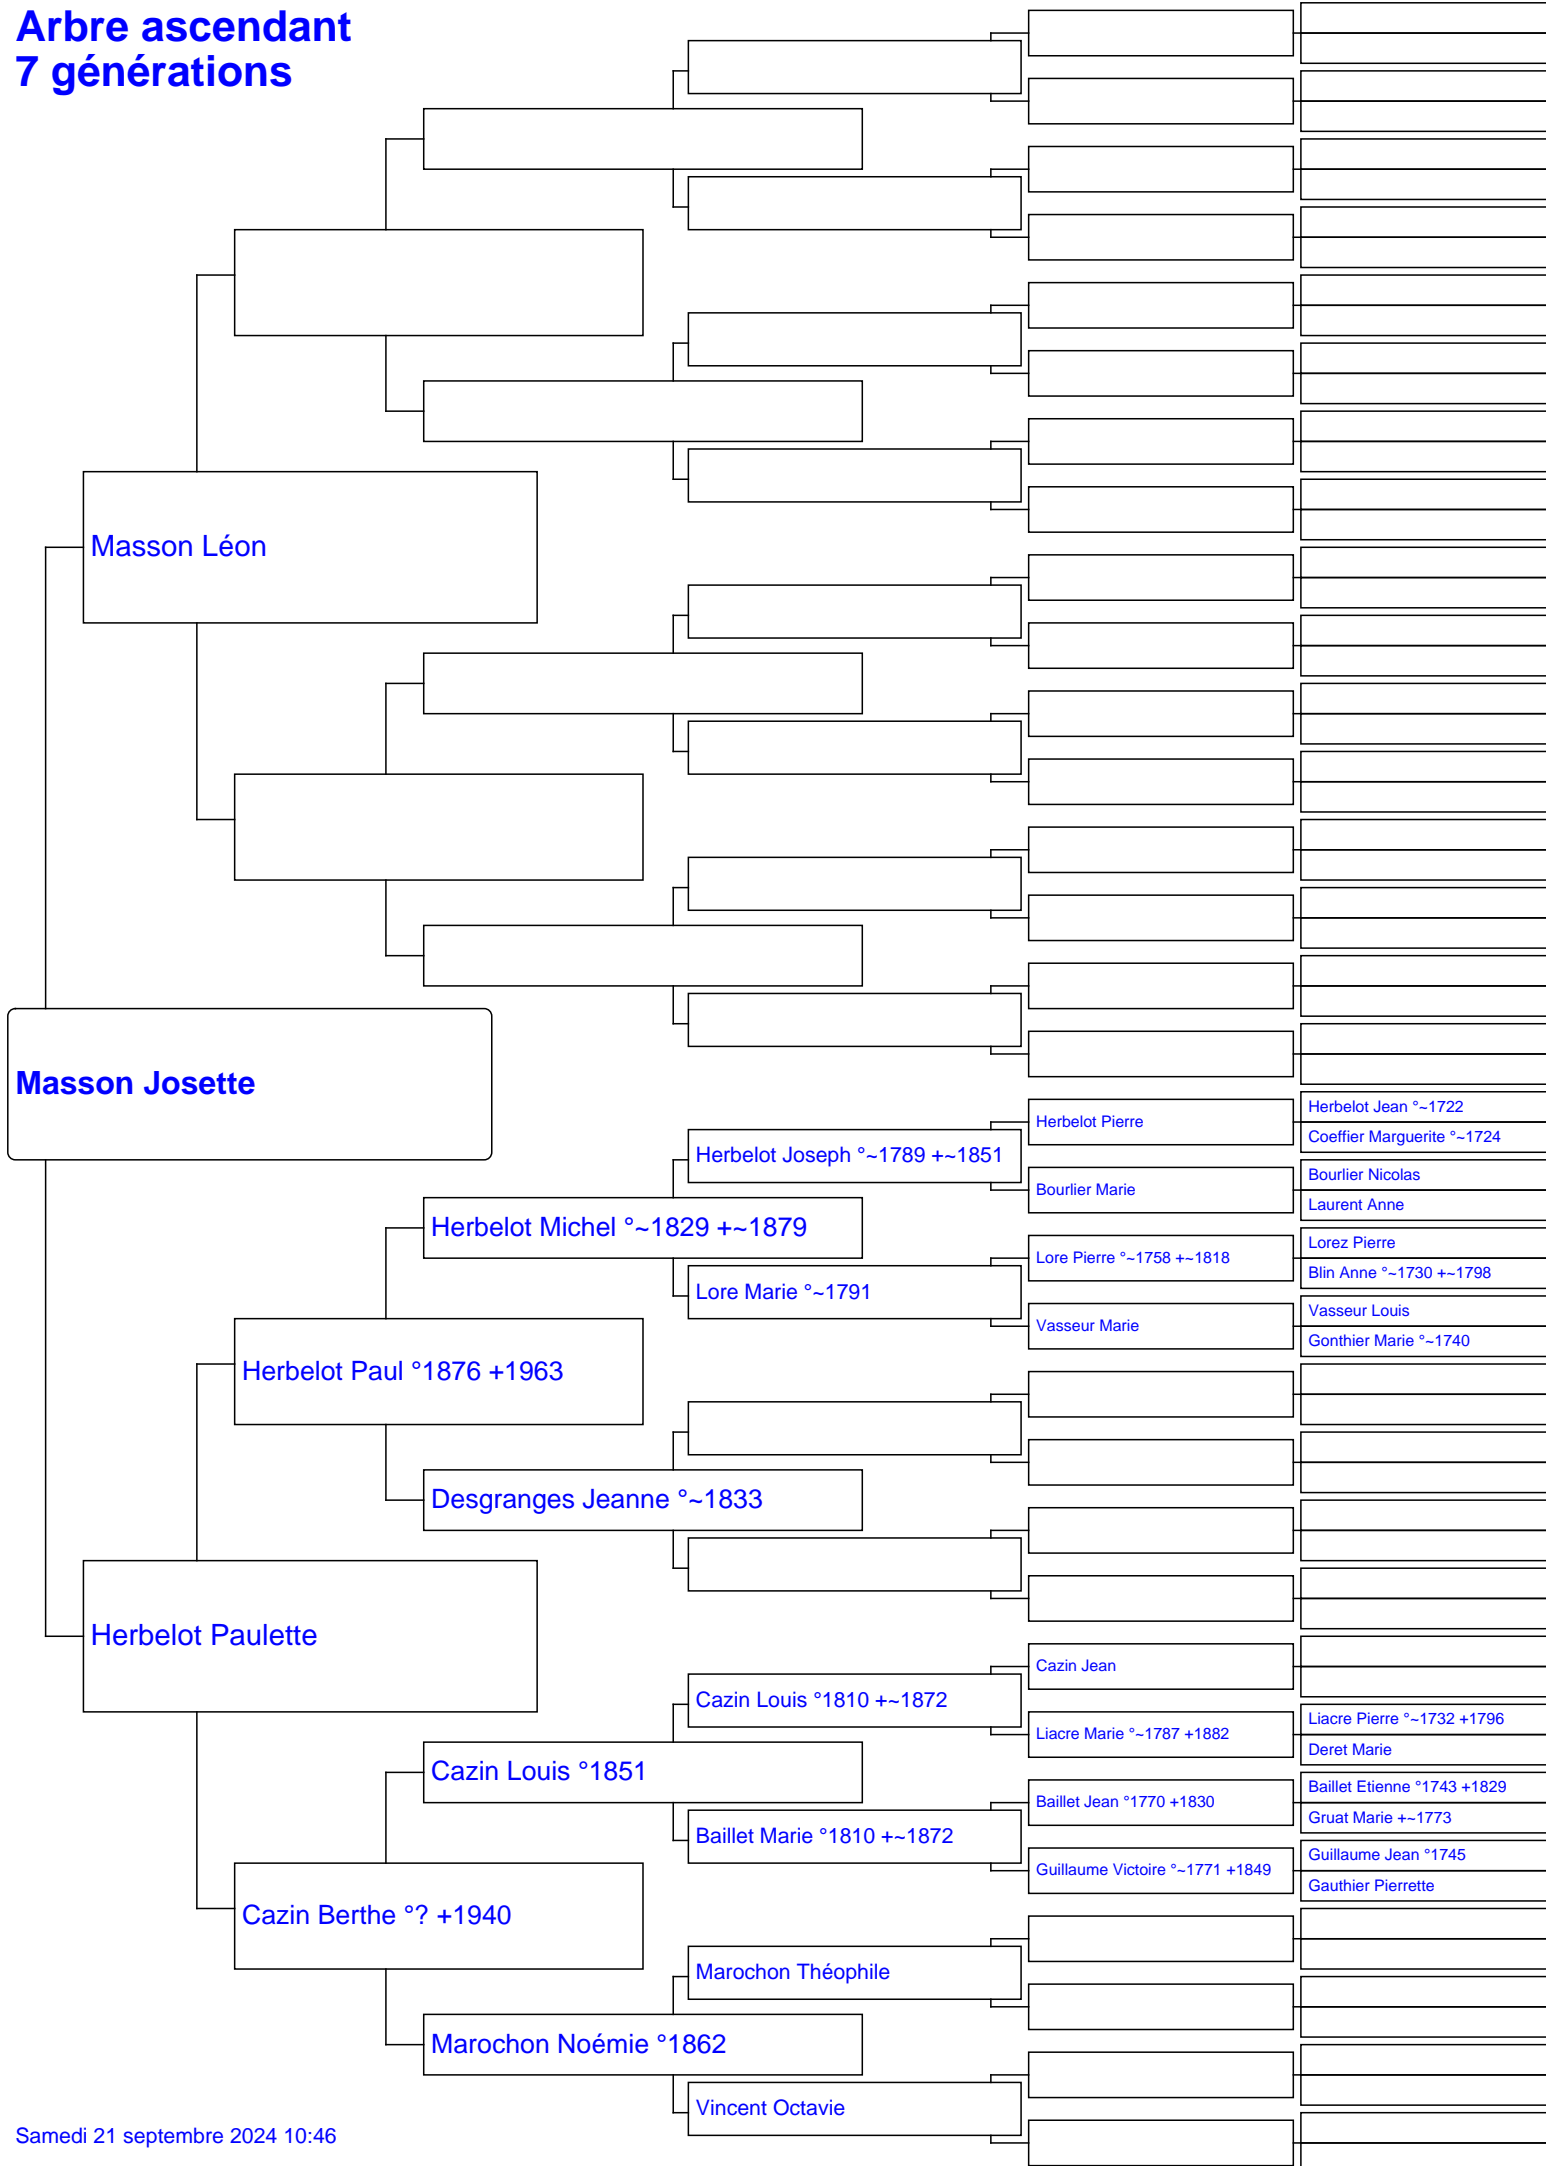 Arbre ascendant
7 générations
Masson Léon
Masson Josette
Herbelot Jean °~1722
Herbelot Pierre
Coeffier Marguerite °~1724
Herbelot Joseph °~1789 +~1851
Bourlier Nicolas
Bourlier Marie
Laurent Anne
Herbelot Michel °~1829 +~1879
Lorez Pierre
Lore Pierre °~1758 +~1818
Blin Anne °~1730 +~1798
Lore Marie °~1791
Vasseur Louis
Vasseur Marie
Gonthier Marie °~1740
Herbelot Paul °1876 +1963
Desgranges Jeanne °~1833
Herbelot Paulette
Cazin Jean
Cazin Louis °1810 +~1872
Liacre Pierre °~1732 +1796
Liacre Marie °~1787 +1882
Deret Marie
Cazin Louis °1851
Baillet Etienne °1743 +1829
Baillet Jean °1770 +1830
Gruat Marie +~1773
Baillet Marie °1810 +~1872
Guillaume Jean °1745
Guillaume Victoire °~1771 +1849
Gauthier Pierrette
Cazin Berthe °? +1940
Marochon Théophile
Marochon Noémie °1862
Vincent Octavie
Samedi 21 septembre 2024 10:46